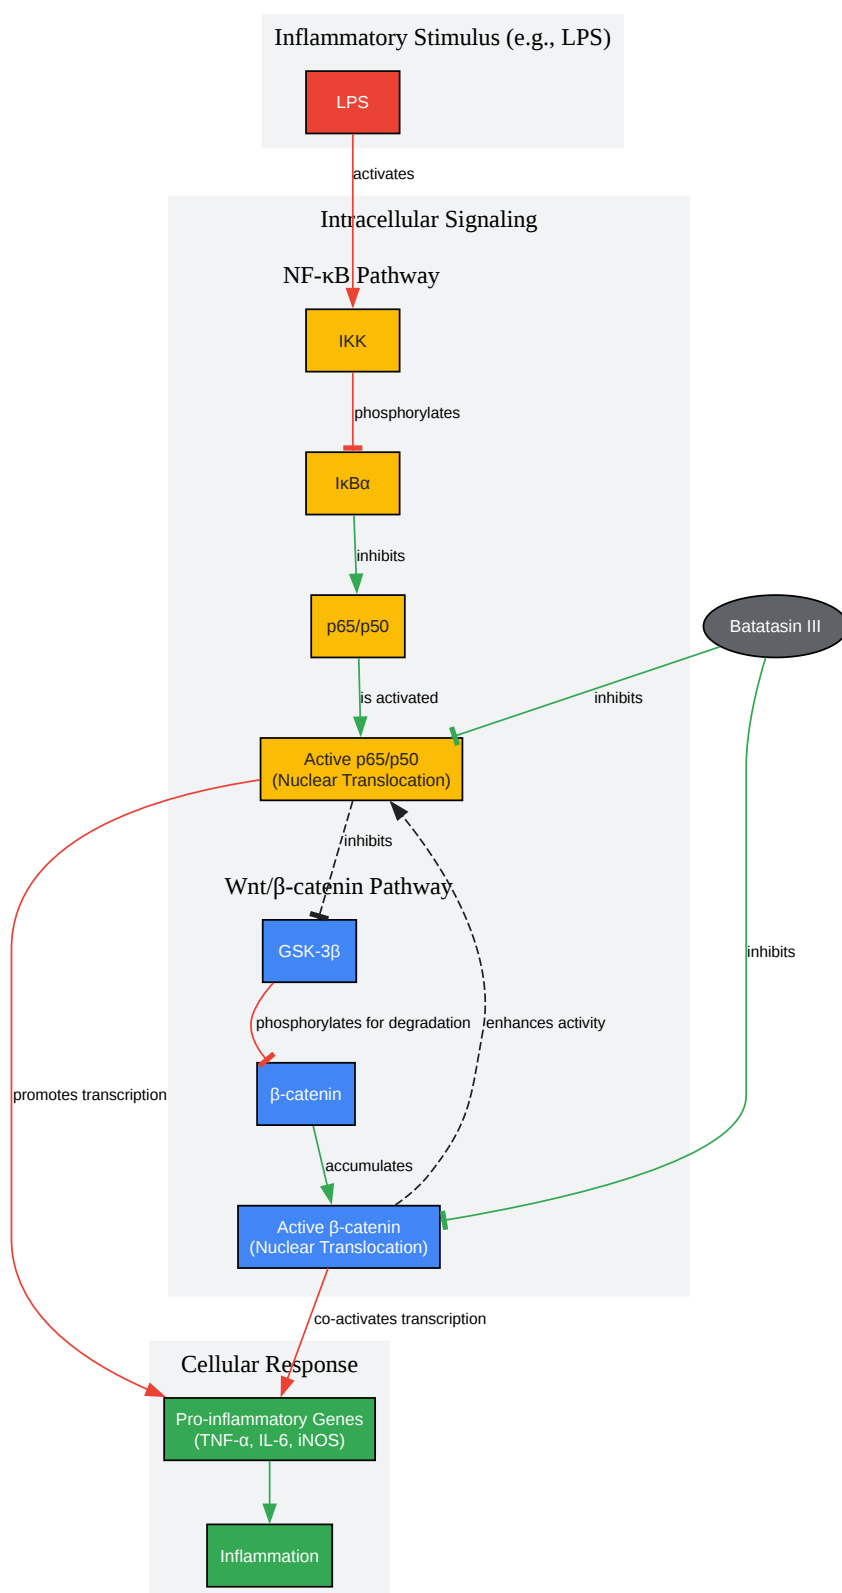 Inflammatory Stimulus (e.g., LPS)
LPS
activates
Intracellular Signaling
NF-κB Pathway
IKK
phosphorylates
IκBα
inhibits
p65/p50
Batatasin III
is activated
inhibits
Active p65/p50
(Nuclear Translocation)
inhibits
Wnt/β-catenin Pathway
GSK-3β
inhibits
phosphorylates for degradation
enhances activity
β-catenin
promotes transcription
accumulates
Active β-catenin
(Nuclear Translocation)
co-activates transcription
Cellular Response
Pro-inflammatory Genes
(TNF-α, IL-6, iNOS)
Inflammation